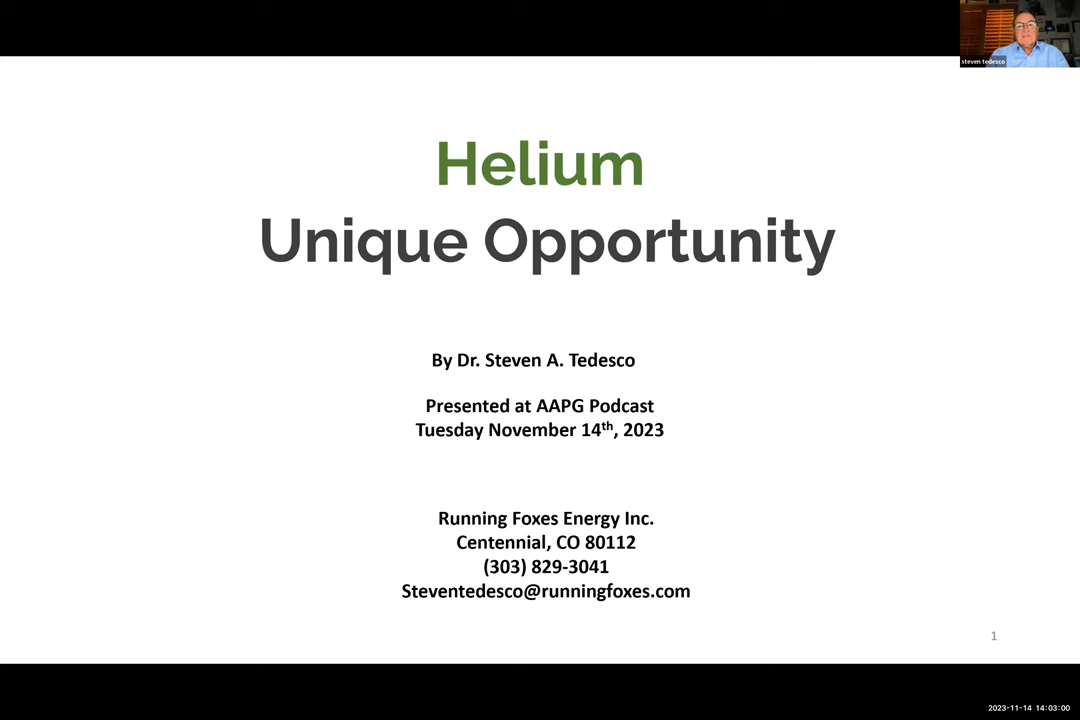 steven tedesco
Helium
Unique Opportunity
By Dr. Steven A. Tedesco
Presented at AAPG Podcast
Tuesday November 14th, 2023
Running Foxes Energy Inc.
Centennial, CO 80112
(303) 829-3041
Steventedesco@runningfoxes.com
1
2023-11-14 14:03:00